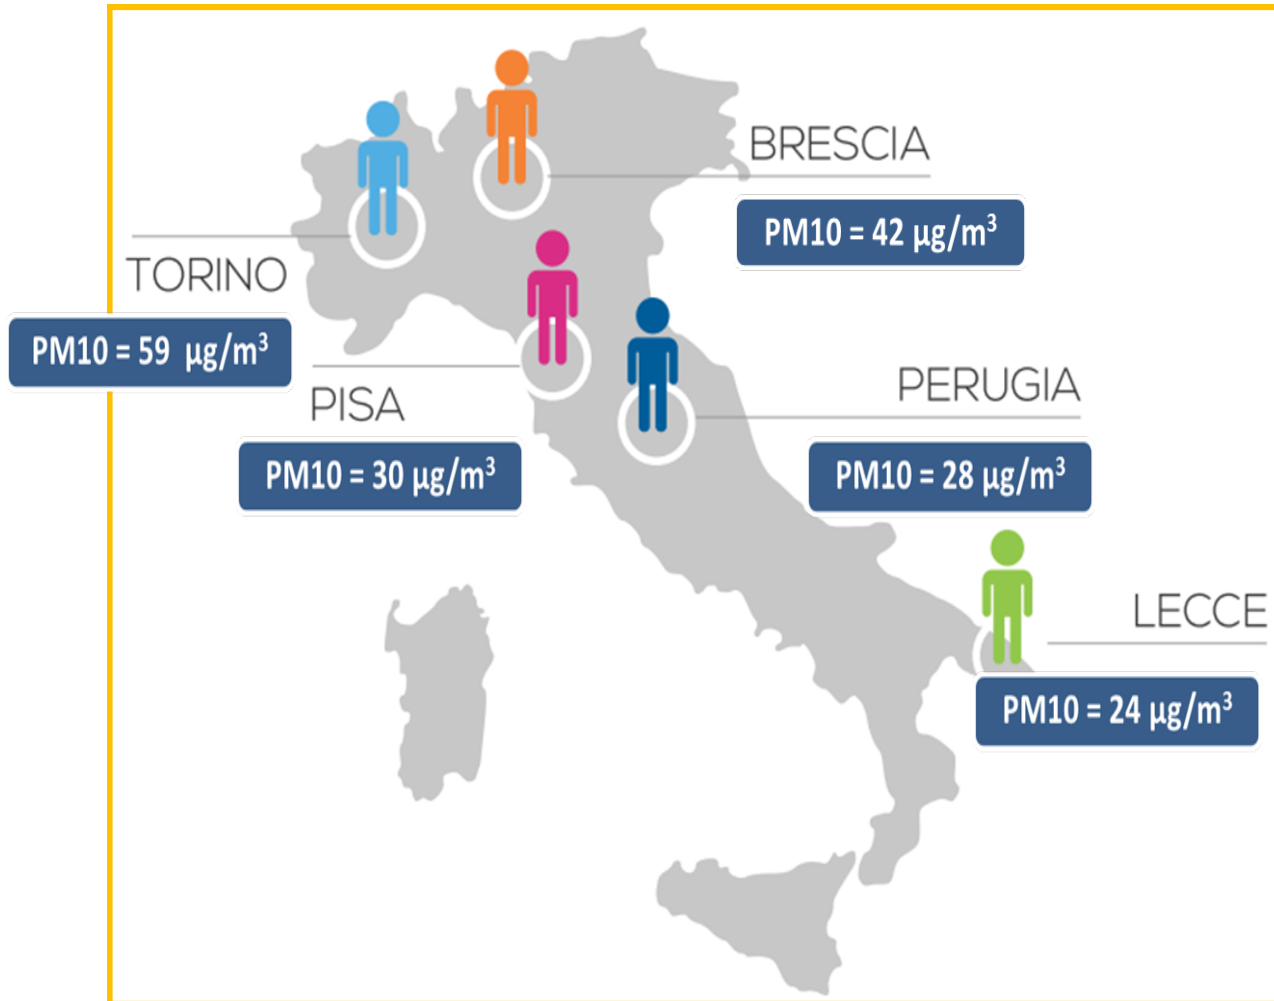 BRESCIA
PM10 = 42 µg/m³
TORINO
PM10 = 59 µg/m³
PISA
PM10 = 30 µg/m³
PERUGIA
PM10 = 28 µg/m³
LECCE
PM10 = 24 µg/m³